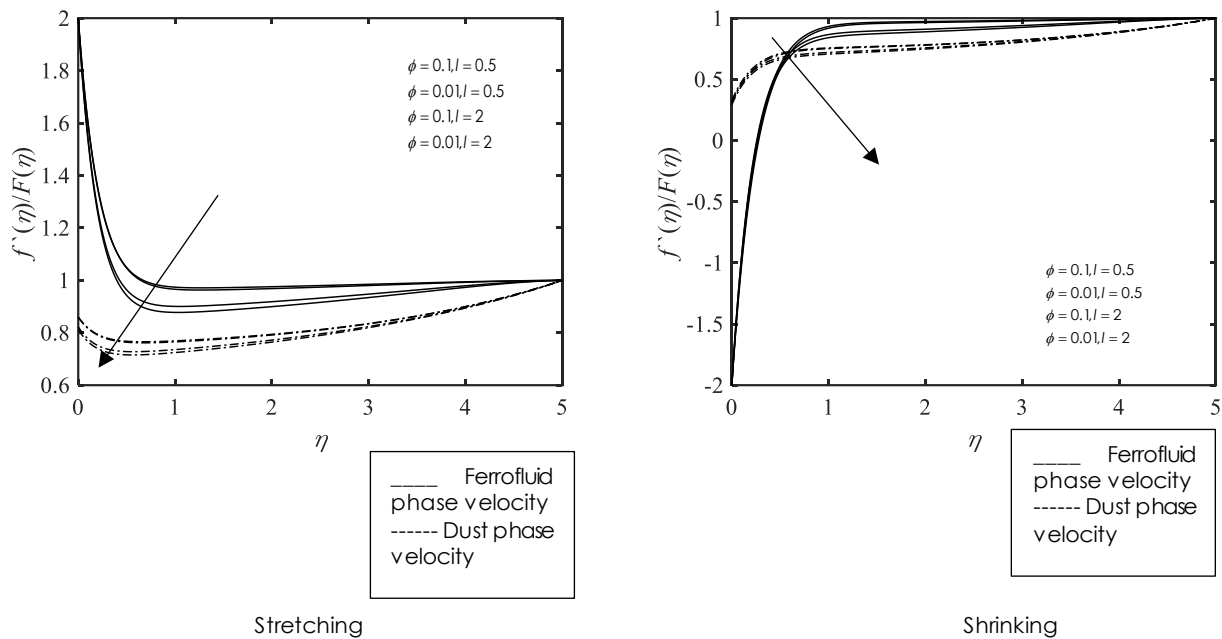 2
1.8
1.6
1.4
1.2
1
0.8
0.6
f`(η)/F(η)
ϕ = 0.1,l = 0.5
ϕ = 0.01,l = 0.5
ϕ = 0.1,l = 2
ϕ = 0.01,l = 2
0 1 2 3 4 5
η
____ Ferrofluid
phase velocity
------ Dust phase
velocity
Stretching
1
0.5
0
-0.5
-1
-1.5
-2
f`(η)/F(η)
ϕ = 0.1,l = 0.5
ϕ = 0.01,l = 0.5
ϕ = 0.1,l = 2
ϕ = 0.01,l = 2
0 1 2 3 4 5
η
____ Ferrofluid
phase velocity
------ Dust phase
velocity
Shrinking